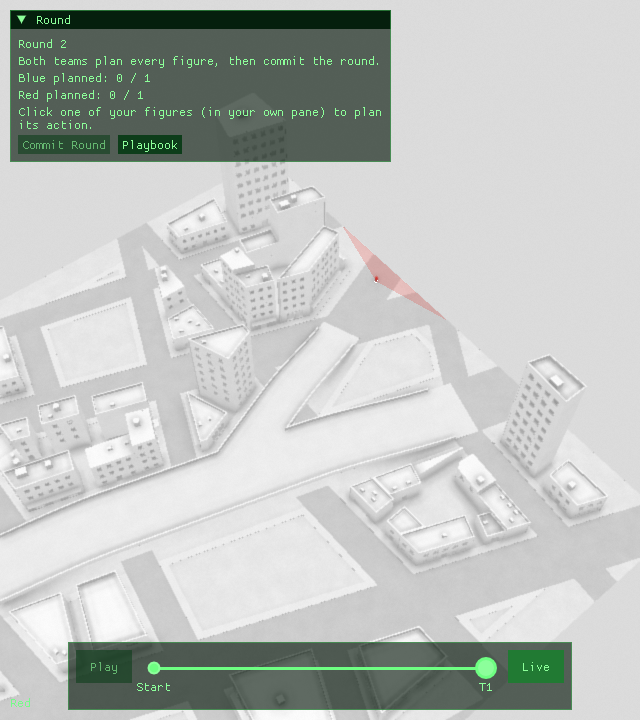 Round
Round 2
Both teams plan every figure, then commit the round.
Blue planned: 0 / 1
Red planned: 0 / 1
Click one of your figures (in your own pane) to plan
its action.
Commit Round
Playbook
Play
Start
T1
Live